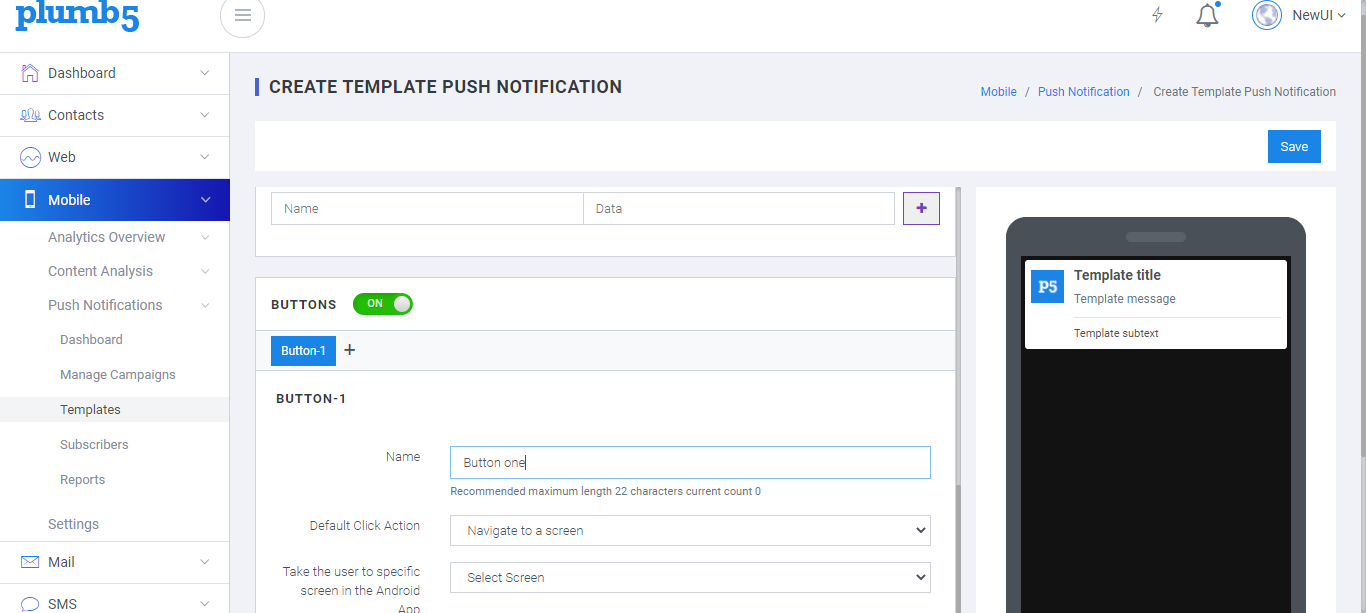 plumb5
NewUI
Dashboard
Contacts
Web
Mobile
Analytics Overview
Content Analysis
Push Notifications
Dashboard
Manage Campaigns
Templates
Subscribers
Reports
Settings
Mail
SMS
CREATE TEMPLATE PUSH NOTIFICATION
Mobile / Push Notification / Create Template Push Notification
Save
Name Data +
BUTTONS ON
Button-1 +
BUTTON-1
Name Button one
Recommended maximum length 22 characters current count 0
Default Click Action Navigate to a screen
Take the user to specific Select Screen
screen in the Android
App
P5 Template title
Template message
Template subtext